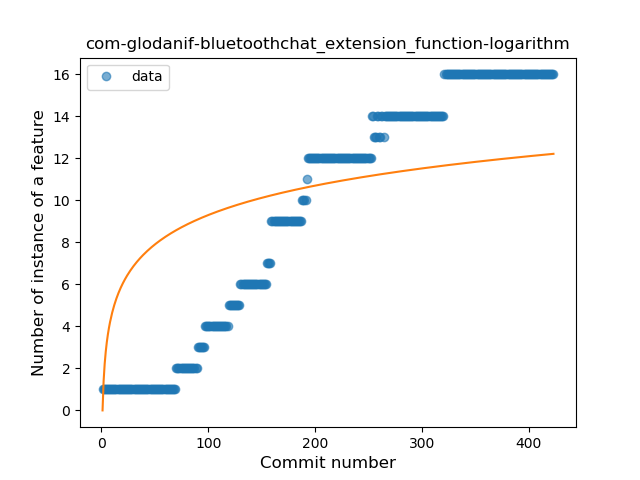 com-glodanif-bluetoothchat_extension_function-logarithm
data
Number of instance of a feature
16
14
12
10
8
6
4
2
0
0 100 200 300 400
Commit number